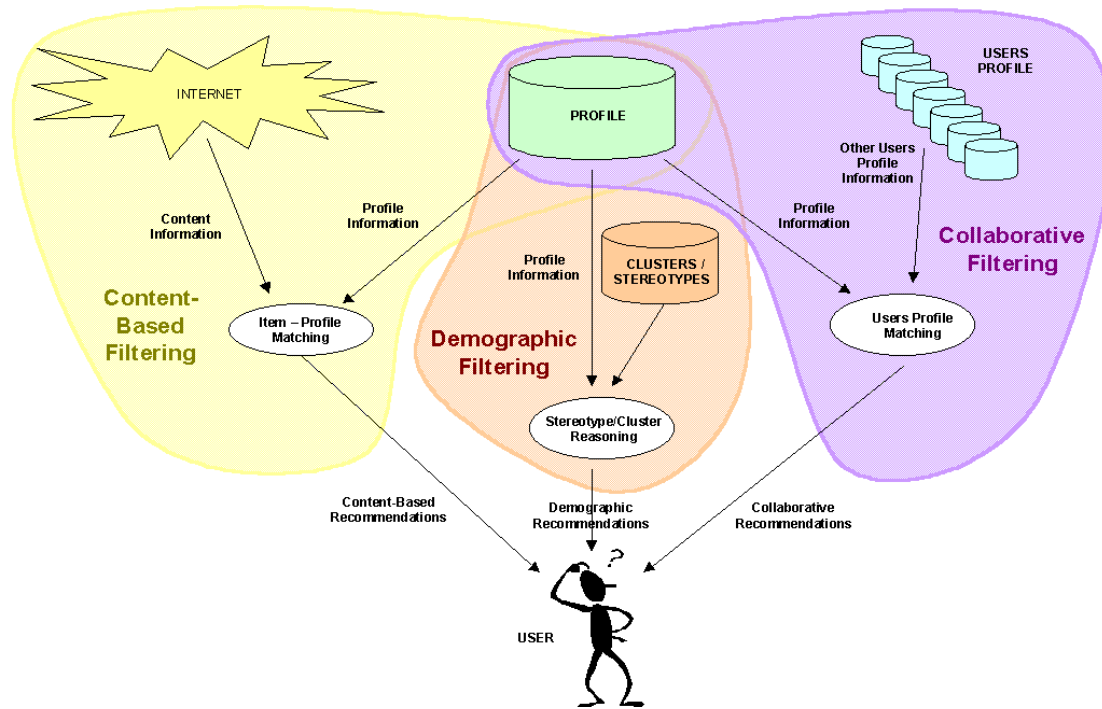 INTERNET
PROFILE
USERS
PROFILE
Other Users
Profile
Information
Content
Information
Profile
Information
Profile
Information
CLUSTERS /
STEREOTYPES
Profile
Information
Collaborative
Filtering
Content-
Based
Filtering
Item – Profile
Matching
Demographic
Filtering
Users Profile
Matching
Stereotype/Cluster
Reasoning
Content-Based
Recommendations
Demographic
Recommendations
Collaborative
Recommendations
?
USER